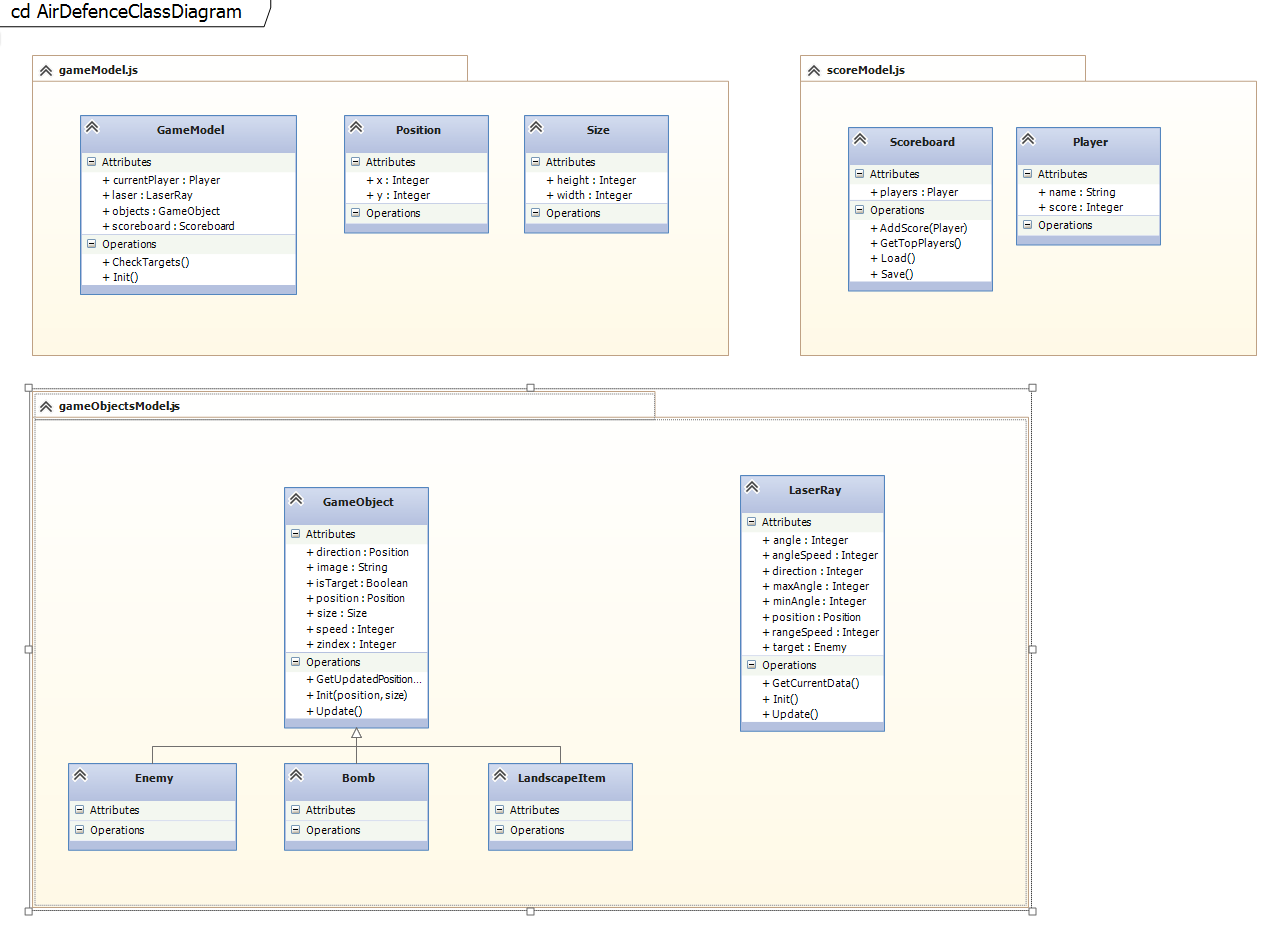 cd AirDefenceClassDiagram
gameModel.js
GameModel
Attributes
+ currentPlayer : Player
+ laser : LaserRay
+ objects : GameObject
+ scoreboard : Scoreboard
Operations
+ CheckTargets()
+ Init()
Position
Attributes
+ x : Integer
+ y : Integer
Operations
Size
Attributes
+ height : Integer
+ width : Integer
Operations
scoreModel.js
Scoreboard
Attributes
+ players : Player
Operations
+ AddScore(Player)
+ GetTopPlayers()
+ Load()
+ Save()
Player
Attributes
+ name : String
+ score : Integer
Operations
gameObjectsModel.js
GameObject
Attributes
+ direction : Position
+ image : String
+ isTarget : Boolean
+ position : Position
+ size : Size
+ speed : Integer
+ zindex : Integer
Operations
+ GetUpdatedPosition...
+ Init(position, size)
+ Update()
LaserRay
Attributes
+ angle : Integer
+ angleSpeed : Integer
+ direction : Integer
+ maxAngle : Integer
+ minAngle : Integer
+ position : Position
+ rangeSpeed : Integer
+ target : Enemy
Operations
+ GetCurrentData()
+ Init()
+ Update()
Enemy
Attributes
Operations
Bomb
Attributes
Operations
LandscapeItem
Attributes
Operations